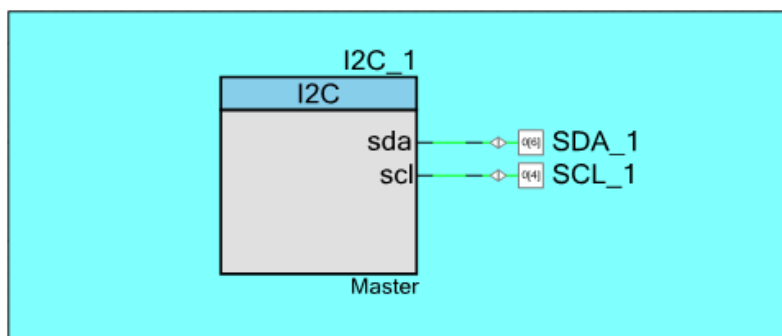 I2C_1
I2C
sda 0[6] SDA_1
scl 0[4] SCL_1
Master